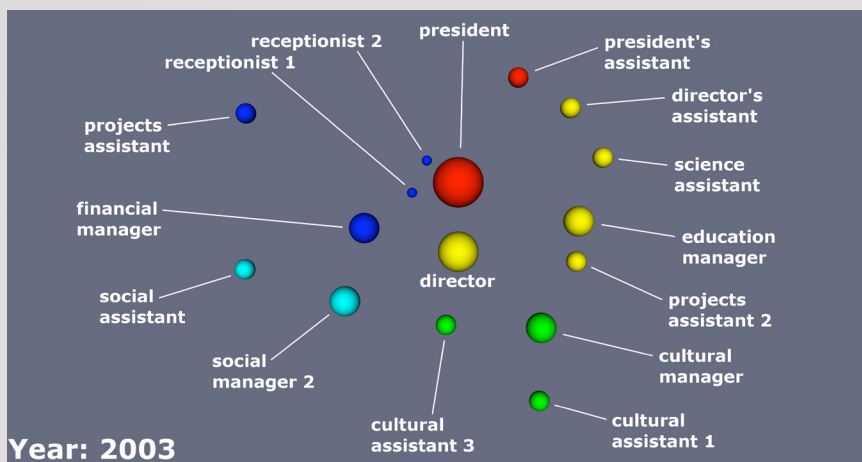 president
receptionist 2
receptionist 1
president's
assistant
director's
assistant
projects
assistant
science
assistant
financial
manager
education
manager
director
social
assistant
projects
assistant 2
social
manager 2
cultural
manager
cultural
assistant 3
cultural
assistant 1
Year: 2003